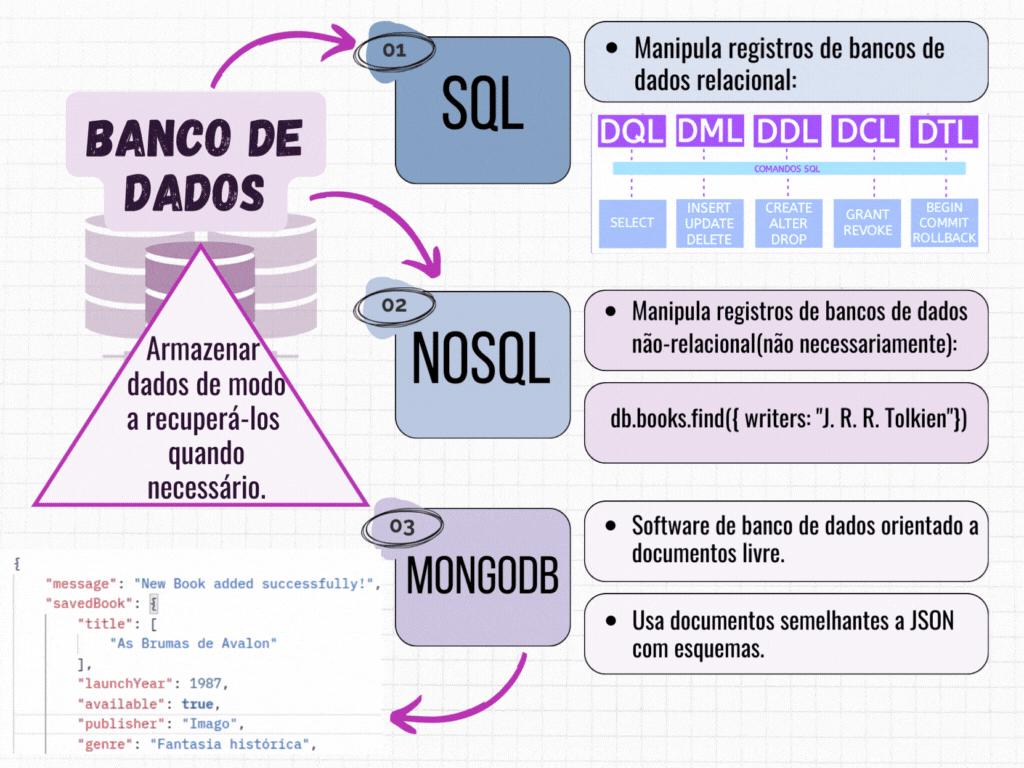 BANCO DE
DADOS
Armazenar
dados de modo
a recuperá-los
quando
necessário.
01
SQL
• Manipula registros de bancos de
dados relacional:
DQL DML DDL DCL DTL
COMANDOS SQL
SELECT
INSERT
UPDATE
DELETE
CREATE
ALTER
DROP
GRANT
REVOKE
BEGIN
COMMIT
ROLLBACK
02
NOSQL
• Manipula registros de bancos de dados
não-relacional(não necessariamente):
db.books.find({ writers: "J. R. R. Tolkien"})
03
MONGODB
• Software de banco de dados orientado a
documentos livre.
• Usa documentos semelhantes a JSON
com esquemas.
{
"message": "New Book added successfully!",
"savedBook": {
"title": [
"As Brumas de Avalon"
],
"launchYear": 1987,
"available": true,
"publisher": "Imago",
"genre": "Fantasia histórica",